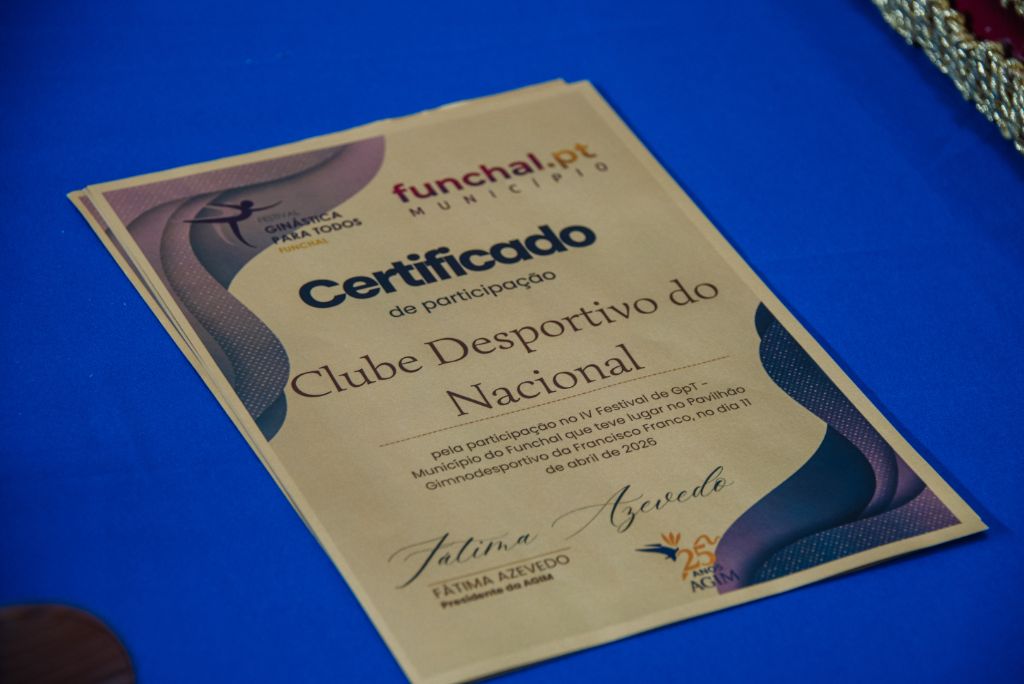 FESTIVAL
GINÁSTICA
PARA TODOS
FUNCHAL
funchal.pt
MUNICÍPIO
Certificado
de participação
Clube Desportivo do
Nacional
pela participação no IV Festival de GpT -
Município do Funchal que teve lugar no Pavilhão
Gimnodesportivo da Francisco Franco, no dia 11
de abril de 2026
Fátima Azevedo
FÁTIMA AZEVEDO
Presidente da AGIM
25
ANOS
AGIM